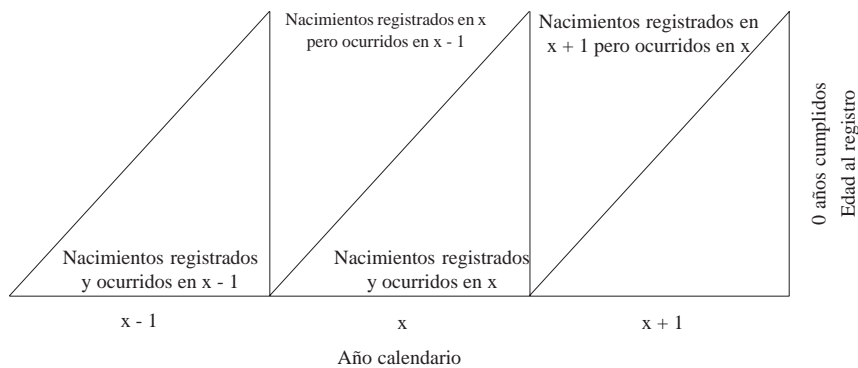 Nacimientos registrados en x
pero ocurridos en x - 1
Nacimientos registrados en
x + 1 pero ocurridos en x
Nacimientos registrados
y ocurridos en x - 1
Nacimientos registrados
y ocurridos en x
0 años cumplidos
Edad al registro
x - 1
x
x + 1
Año calendario